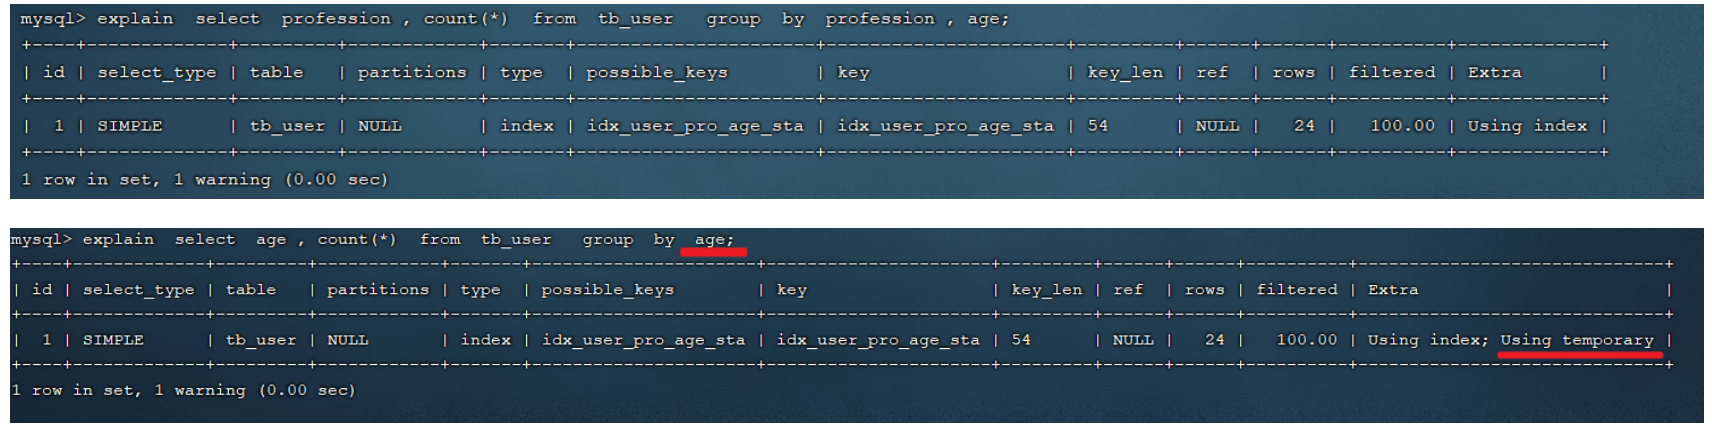 mysql> explain  select  profession , count(*)  from  tb_user   group  by  profession , age;
+----+-------------+---------+------------+-------+----------------------+----------------------+---------+------+------+----------+-------------+
| id | select_type | table   | partitions | type  | possible_keys        | key                  | key_len | ref  | rows | filtered | Extra       |
+----+-------------+---------+------------+-------+----------------------+----------------------+---------+------+------+----------+-------------+
|  1 | SIMPLE      | tb_user | NULL       | index | idx_user_pro_age_sta | idx_user_pro_age_sta | 54      | NULL |   24 |   100.00 | Using index |
+----+-------------+---------+------------+-------+----------------------+----------------------+---------+------+------+----------+-------------+
1 row in set, 1 warning (0.00 sec)
mysql> explain  select  age , count(*)  from  tb_user   group  by  age;
+----+-------------+---------+------------+-------+----------------------+----------------------+---------+------+------+----------+------------------------------+
| id | select_type | table   | partitions | type  | possible_keys        | key                  | key_len | ref  | rows | filtered | Extra                        |
+----+-------------+---------+------------+-------+----------------------+----------------------+---------+------+------+----------+------------------------------+
|  1 | SIMPLE      | tb_user | NULL       | index | idx_user_pro_age_sta | idx_user_pro_age_sta | 54      | NULL |   24 |   100.00 | Using index; Using temporary |
+----+-------------+---------+------------+-------+----------------------+----------------------+---------+------+------+----------+------------------------------+
1 row in set, 1 warning (0.00 sec)